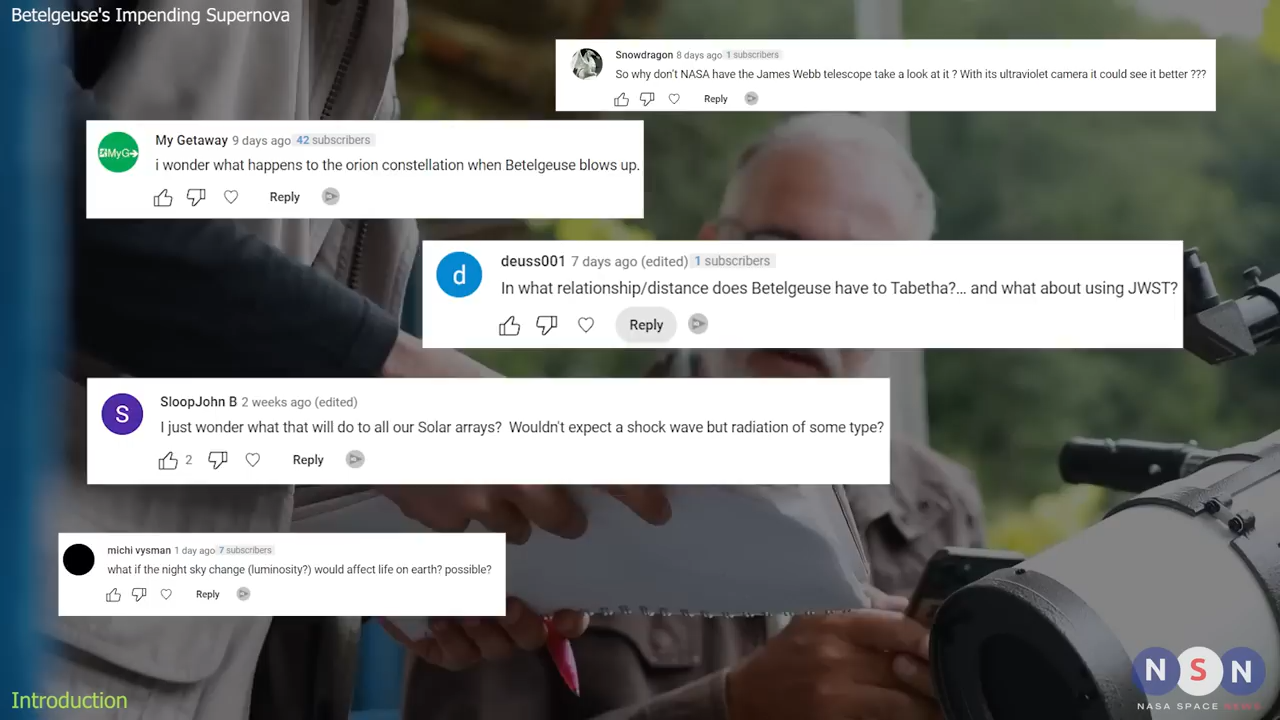 Betelgeuse's Impending Supernova
Snowdragon 8 days ago 1 subscribers
So why don't NASA have the James Webb telescope take a look at it ? With its ultraviolet camera it could see it better ???
Reply
MyG
My Getaway 9 days ago 42 subscribers
i wonder what happens to the orion constellation when Betelgeuse blows up.
Reply
d
deuss001 7 days ago (edited) 1 subscribers
In what relationship/distance does Betelgeuse have to Tabetha?... and what about using JWST?
Reply
S
SloopJohn B 2 weeks ago (edited)
I just wonder what that will do to all our Solar arrays? Wouldn't expect a shock wave but radiation of some type?
2 Reply
michi vysman 1 day ago 7 subscribers
what if the night sky change (luminosity?) would affect life on earth? possible?
Reply
Introduction
NSN
NASA SPACE NEWS